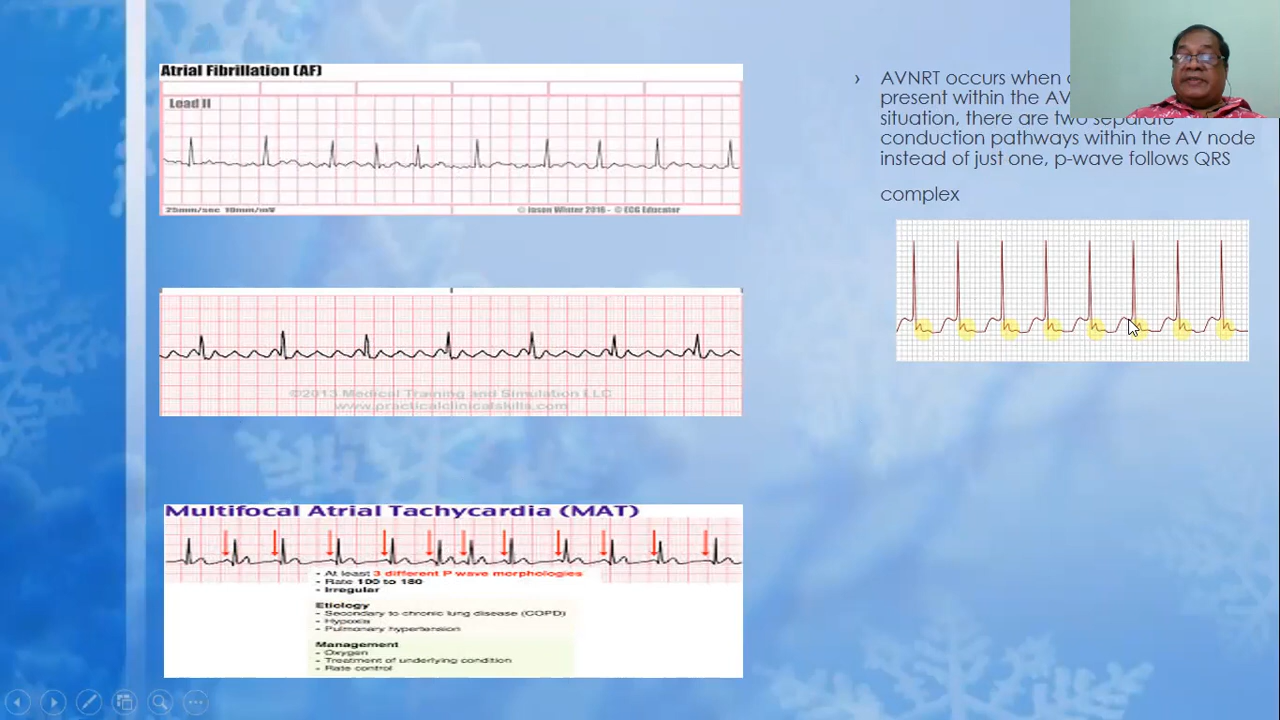 Atrial Fibrillation (AF)
Lead II
25mm/sec 10mm/mV
© Jason Winter 2016 - © ECG Educator
©2013 Medical Training and Simulation LLC
www.practicalclinicalskills.com
Multifocal Atrial Tachycardia (MAT)
- At least 3 different P wave morphologies
- Rate 100 to 180
- Irregular
Etiology
- Secondary to chronic lung disease (COPD)
- Hypoxia
- Pulmonary hypertension
Management
- Oxygen
- Treatment of underlying condition
- Rate control
› AVNRT occurs when
present within the AV
situation, there are two separate
conduction pathways within the AV node
instead of just one, p-wave follows QRS
complex